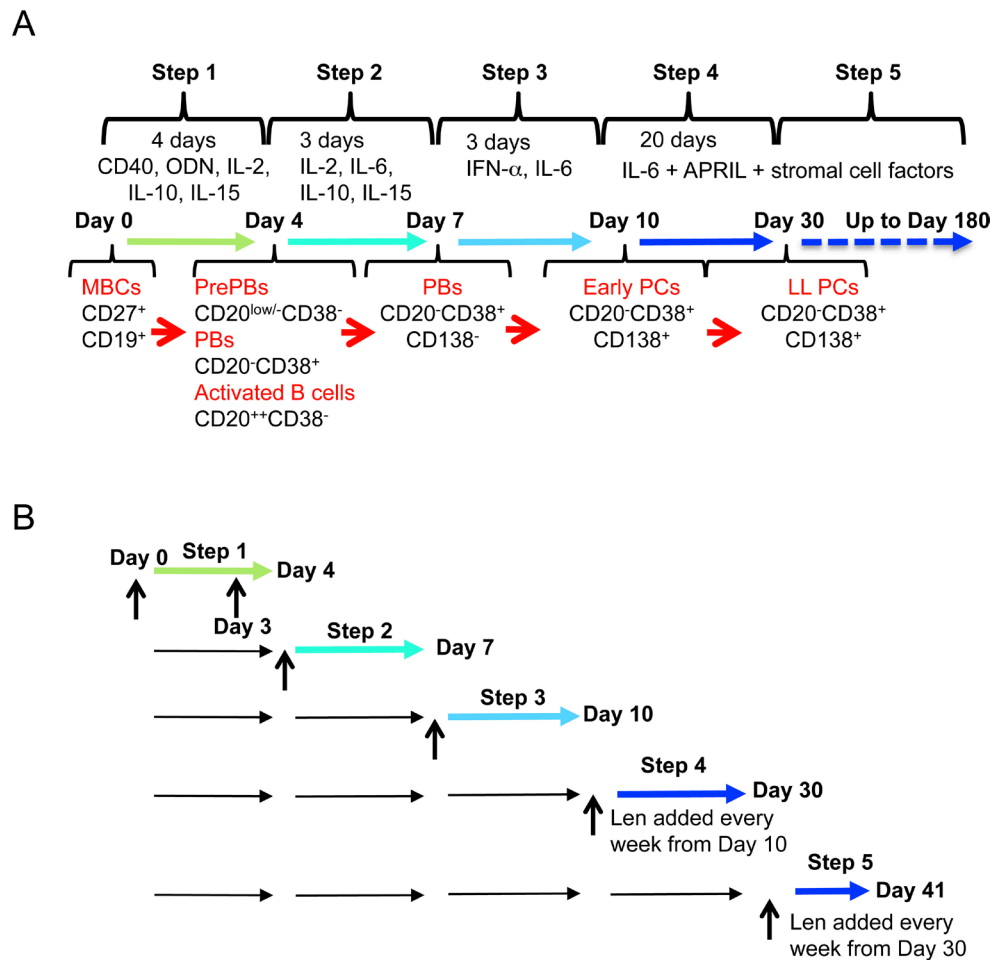 A
Step 1 Step 2 Step 3 Step 4 Step 5
4 days 3 days 3 days 20 days
CD40, ODN, IL-2, IL-2, IL-6, IFN-α, IL-6 IL-6 + APRIL + stromal cell factors
IL-10, IL-15 IL-10, IL-15
Day 0 Day 4 Day 7 Day 10 Day 30 Up to Day 180
MBCs PrePBs PBs Early PCs LL PCs
CD27⁺ CD20ˡᵒʷ/⁻CD38⁻ CD20⁻CD38⁺ CD20⁻CD38⁺ CD20⁻CD38⁺
CD19⁺ PBs CD138⁻ CD138⁺ CD138⁺
CD20⁻CD38⁺
Activated B cells
CD20⁺⁺CD38⁻
B
Day 0 Step 1 Day 4
Day 3 Step 2 Day 7
Step 3 Day 10
Step 4 Day 30
Len added every
week from Day 10
Step 5 Day 41
Len added every
week from Day 30